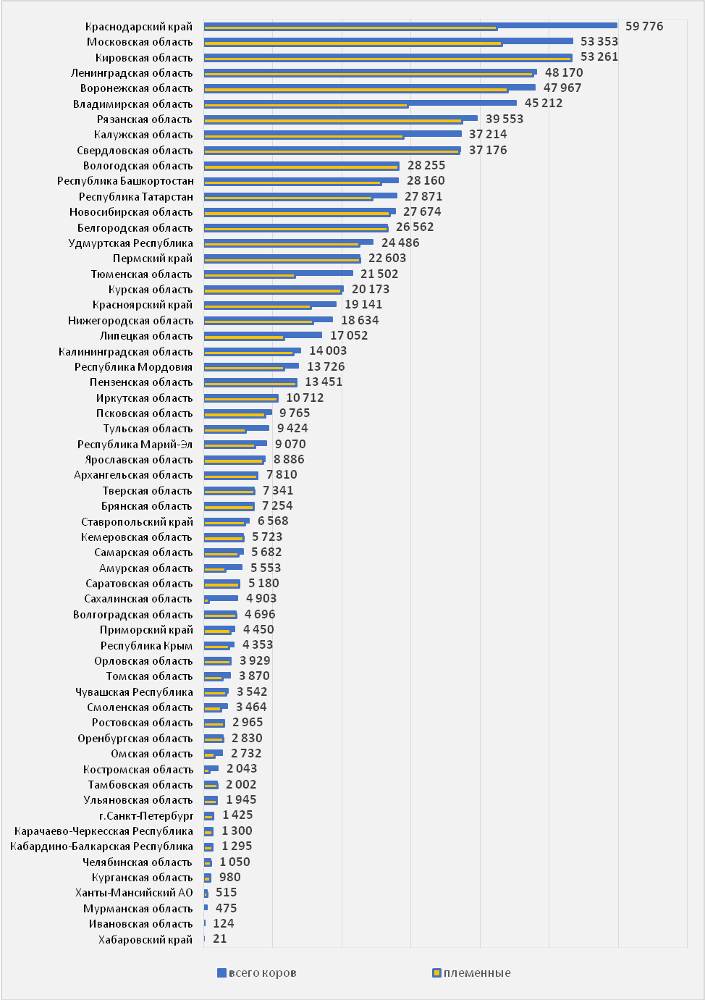 Краснодарский край 59 776
Московская область 53 353
Кировская область 53 261
Ленинградская область 48 170
Воронежская область 47 967
Владимирская область 45 212
Рязанская область 39 553
Калужская область 37 214
Свердловская область 37 176
Вологодская область 28 255
Республика Башкортостан 28 160
Республика Татарстан 27 871
Новосибирская область 27 674
Белгородская область 26 562
Удмуртская Республика 24 486
Пермский край 22 603
Тюменская область 21 502
Курская область 20 173
Красноярский край 19 141
Нижегородская область 18 634
Липецкая область 17 052
Калининградская область 14 003
Республика Мордовия 13 726
Пензенская область 13 451
Иркутская область 10 712
Псковская область 9 765
Тульская область 9 424
Республика Марий-Эл 9 070
Ярославская область 8 886
Архангельская область 7 810
Тверская область 7 341
Брянская область 7 254
Ставропольский край 6 568
Кемеровская область 5 723
Самарская область 5 682
Амурская область 5 553
Саратовская область 5 180
Сахалинская область 4 903
Волгоградская область 4 696
Приморский край 4 450
Республика Крым 4 353
Орловская область 3 929
Томская область 3 870
Чувашская Республика 3 542
Смоленская область 3 464
Ростовская область 2 965
Оренбургская область 2 830
Омская область 2 732
Костромская область 2 043
Тамбовская область 2 002
Ульяновская область 1 945
г.Санкт-Петербург 1 425
Карачаево-Черкесская Республика 1 300
Кабардино-Балкарская Республика 1 295
Челябинская область 1 050
Курганская область 980
Ханты-Мансийский АО 515
Мурманская область 475
Ивановская область 124
Хабаровский край 21
всего коров племенные